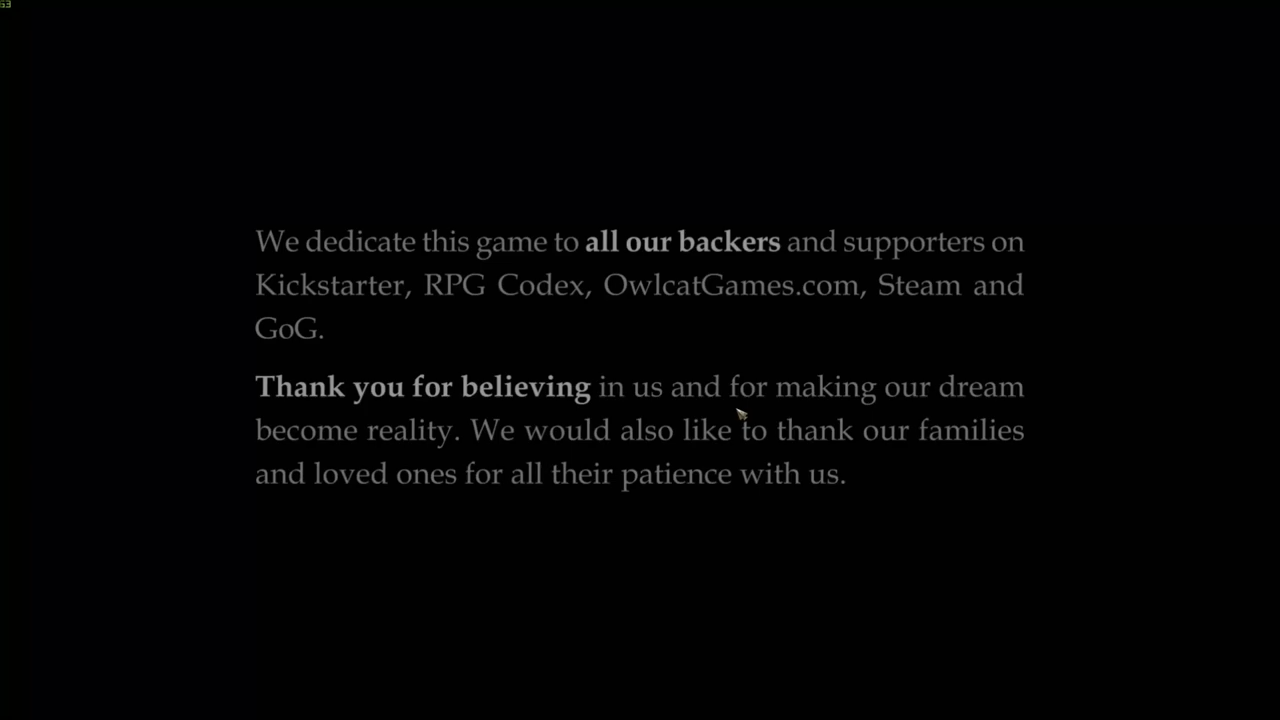 63
We dedicate this game to all our backers and supporters on
Kickstarter, RPG Codex, OwlcatGames.com, Steam and
GoG.
Thank you for believing in us and for making our dream
become reality. We would also like to thank our families
and loved ones for all their patience with us.